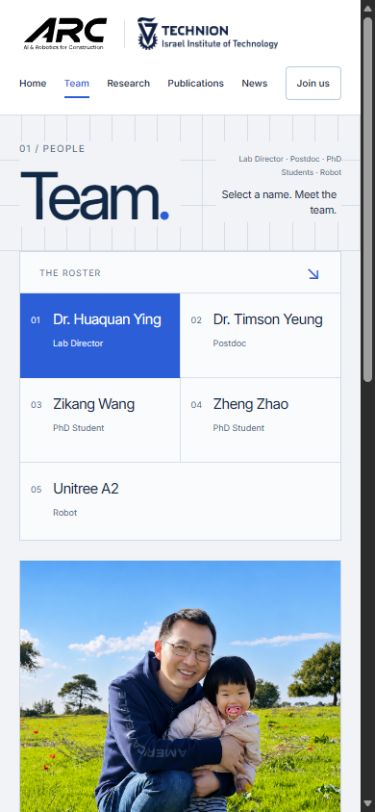 ARC
AI & Robotics for Construction
TECHNION
Israel Institute of Technology
Home Team Research Publications News Join us
01 / PEOPLE
Team.
Lab Director · Postdoc · PhD
Students · Robot
Select a name. Meet the
team.
THE ROSTER
01 Dr. Huaquan Ying
Lab Director
02 Dr. Timson Yeung
Postdoc
03 Zikang Wang
PhD Student
04 Zheng Zhao
PhD Student
05 Unitree A2
Robot
AMERICAN